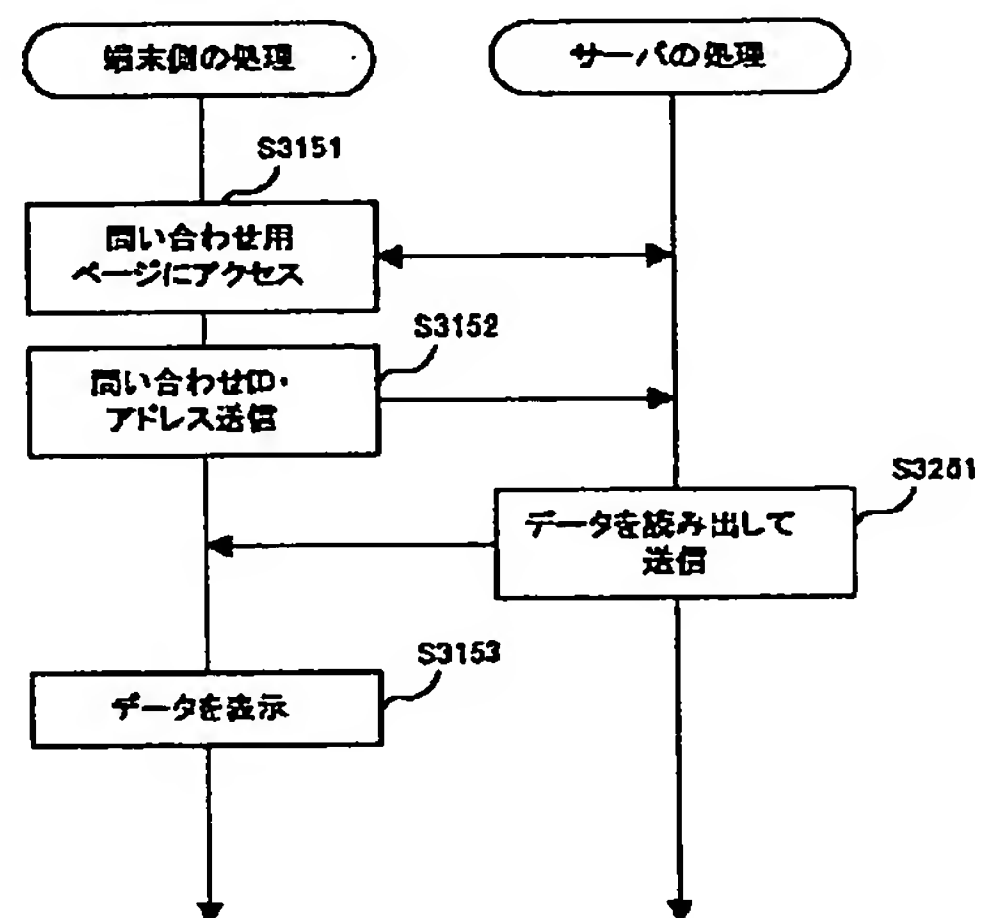 端末側の処理
サーバの処理
S3151
問い合わせ用
ページにアクセス
S3152
問い合わせID・
アドレス送信
S3251
データを読み出して
送信
S3153
データを表示